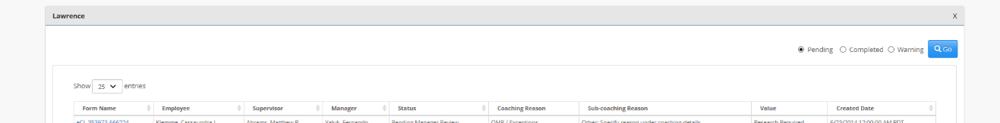 Lawrence X
Pending Completed Warning Go
Show 25 entries
Form Name Employee Supervisor Manager Status Coaching Reason Sub-coaching Reason Value Created Date
eCL-353973-666224 Klemme, Cassaundra L Abrams, Matthew R Yaluk, Fernando Pending Manager Review OMR / Exceptions Other: Specify reason under coaching details Research Required 6/23/2014 12:00:00 AM PDT